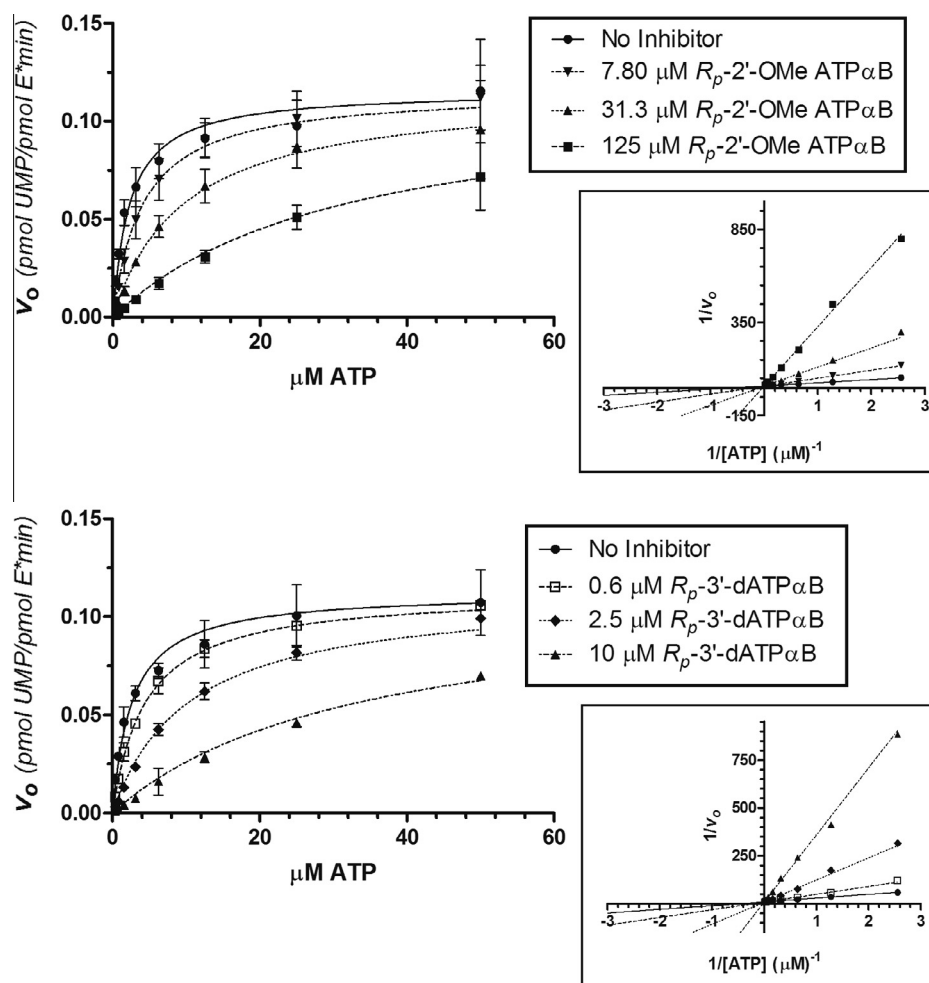 0.15
0.10
0.05
0.00
vo (pmol UMP/pmol E*min)
0 20 40 60
μM ATP
No Inhibitor
7.80 μM Rp-2'-OMe ATPαB
31.3 μM Rp-2'-OMe ATPαB
125 μM Rp-2'-OMe ATPαB
850
350
-150
1/vo
-3 -2 -1 1 2 3
1/[ATP] (μM)-1
0.15
0.10
0.05
0.00
vo (pmol UMP/pmol E*min)
0 20 40 60
μM ATP
No Inhibitor
0.6 μM Rp-3'-dATPαB
2.5 μM Rp-3'-dATPαB
10 μM Rp-3'-dATPαB
750
500
250
1/vo
-3 -2 -1 1 2 3
1/[ATP] (μM)-1